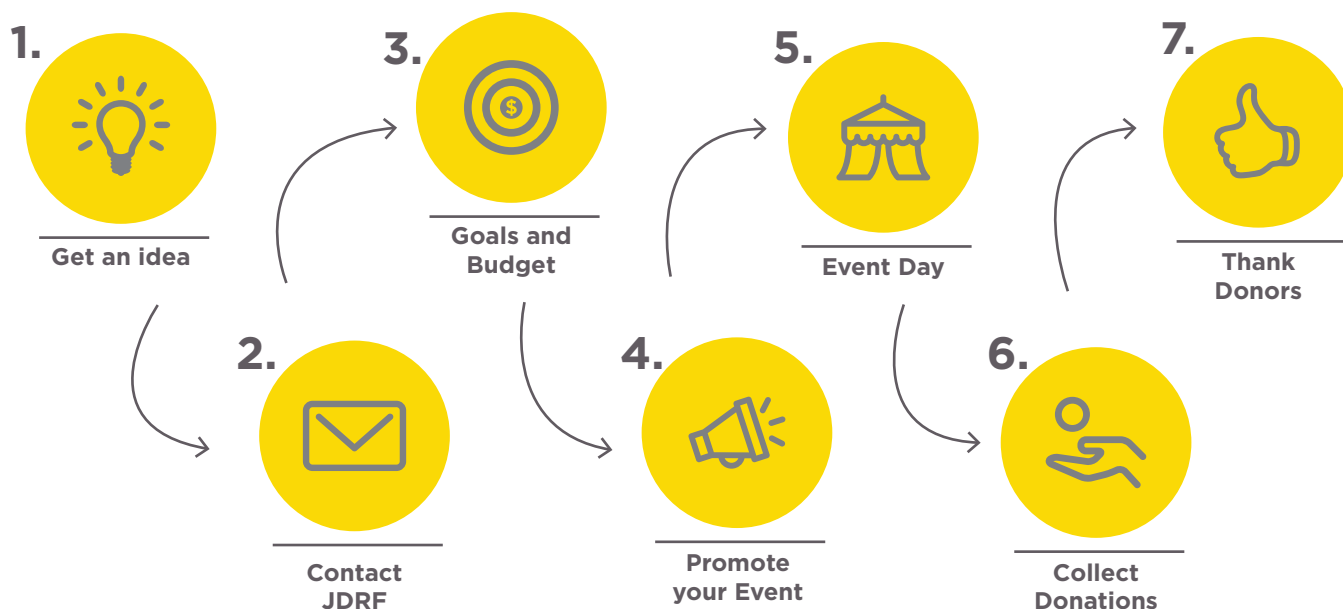 1.
Get an idea
2.
Contact
JDRF
3.
$
Goals and
Budget
4.
Promote
your Event
5.
Event Day
6.
Collect
Donations
7.
Thank
Donors